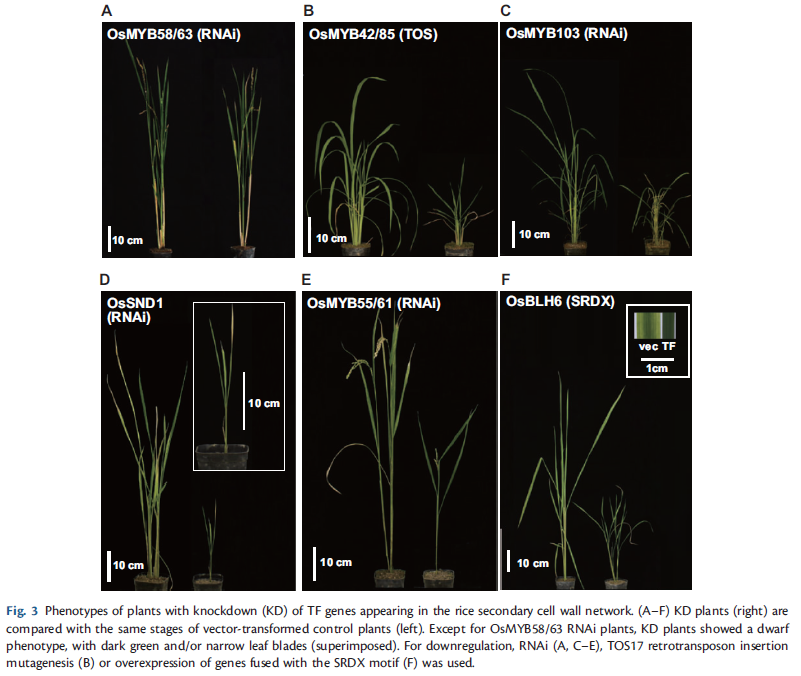 A
OsMYB58/63 (RNAi)
10 cm
B
OsMYB42/85 (TOS)
10 cm
C
OsMYB103 (RNAi)
10 cm
D
OsSND1
(RNAi)
10 cm
10 cm
E
OsMYB55/61 (RNAi)
10 cm
F
OsBLH6 (SRDX)
vec TF
1cm
10 cm
Fig. 3 Phenotypes of plants with knockdown (KD) of TF genes appearing in the rice secondary cell wall network. (A–F) KD plants (right) are
compared with the same stages of vector-transformed control plants (left). Except for OsMYB58/63 RNAi plants, KD plants showed a dwarf
phenotype, with dark green and/or narrow leaf blades (superimposed). For downregulation, RNAi (A, C–E), TOS17 retrotransposon insertion
mutagenesis (B) or overexpression of genes fused with the SRDX motif (F) was used.